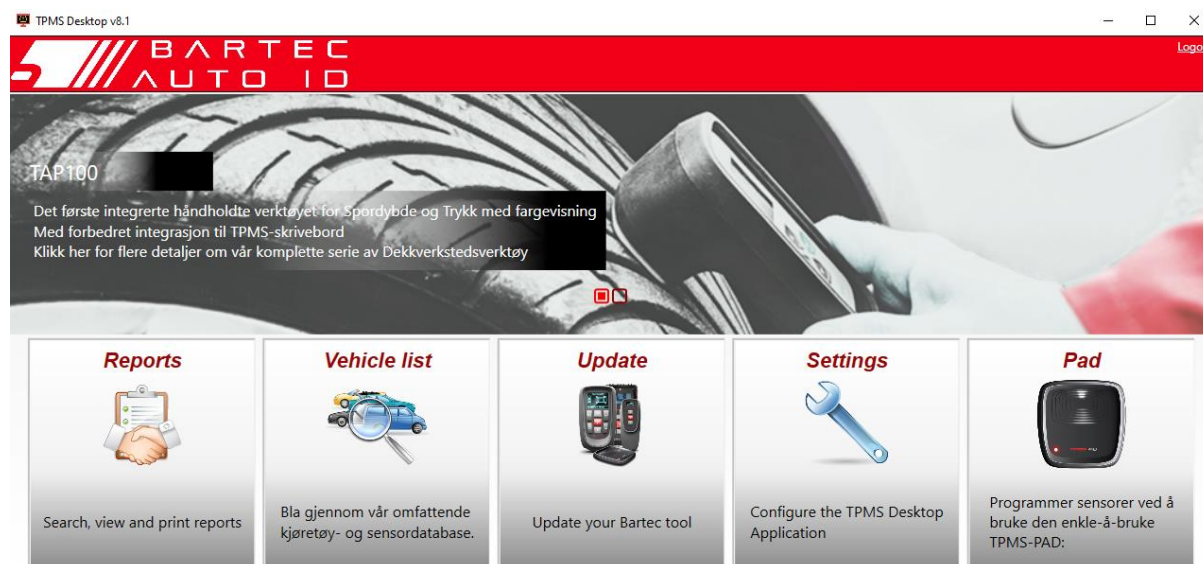 TPMS Desktop v8.1
BARTEC
AUTO ID
Logo
TAP100
Det første integrerte håndholdte verktøyet for Spordybde og Trykk med fargevisning
Med forbedret integrasjon til TPMS-skrivebord
Klikk her for flere detaljer om vår komplette serie av Dekkverkstedsverktøy
Reports
Vehicle list
Update
Settings
Pad
Search, view and print reports
Bla gjennom vår omfattende
kjøretøy- og sensordatabase.
Update your Bartec tool
Configure the TPMS Desktop
Application
Programmer sensorer ved å
bruke den enkle-å-bruke
TPMS-PAD: